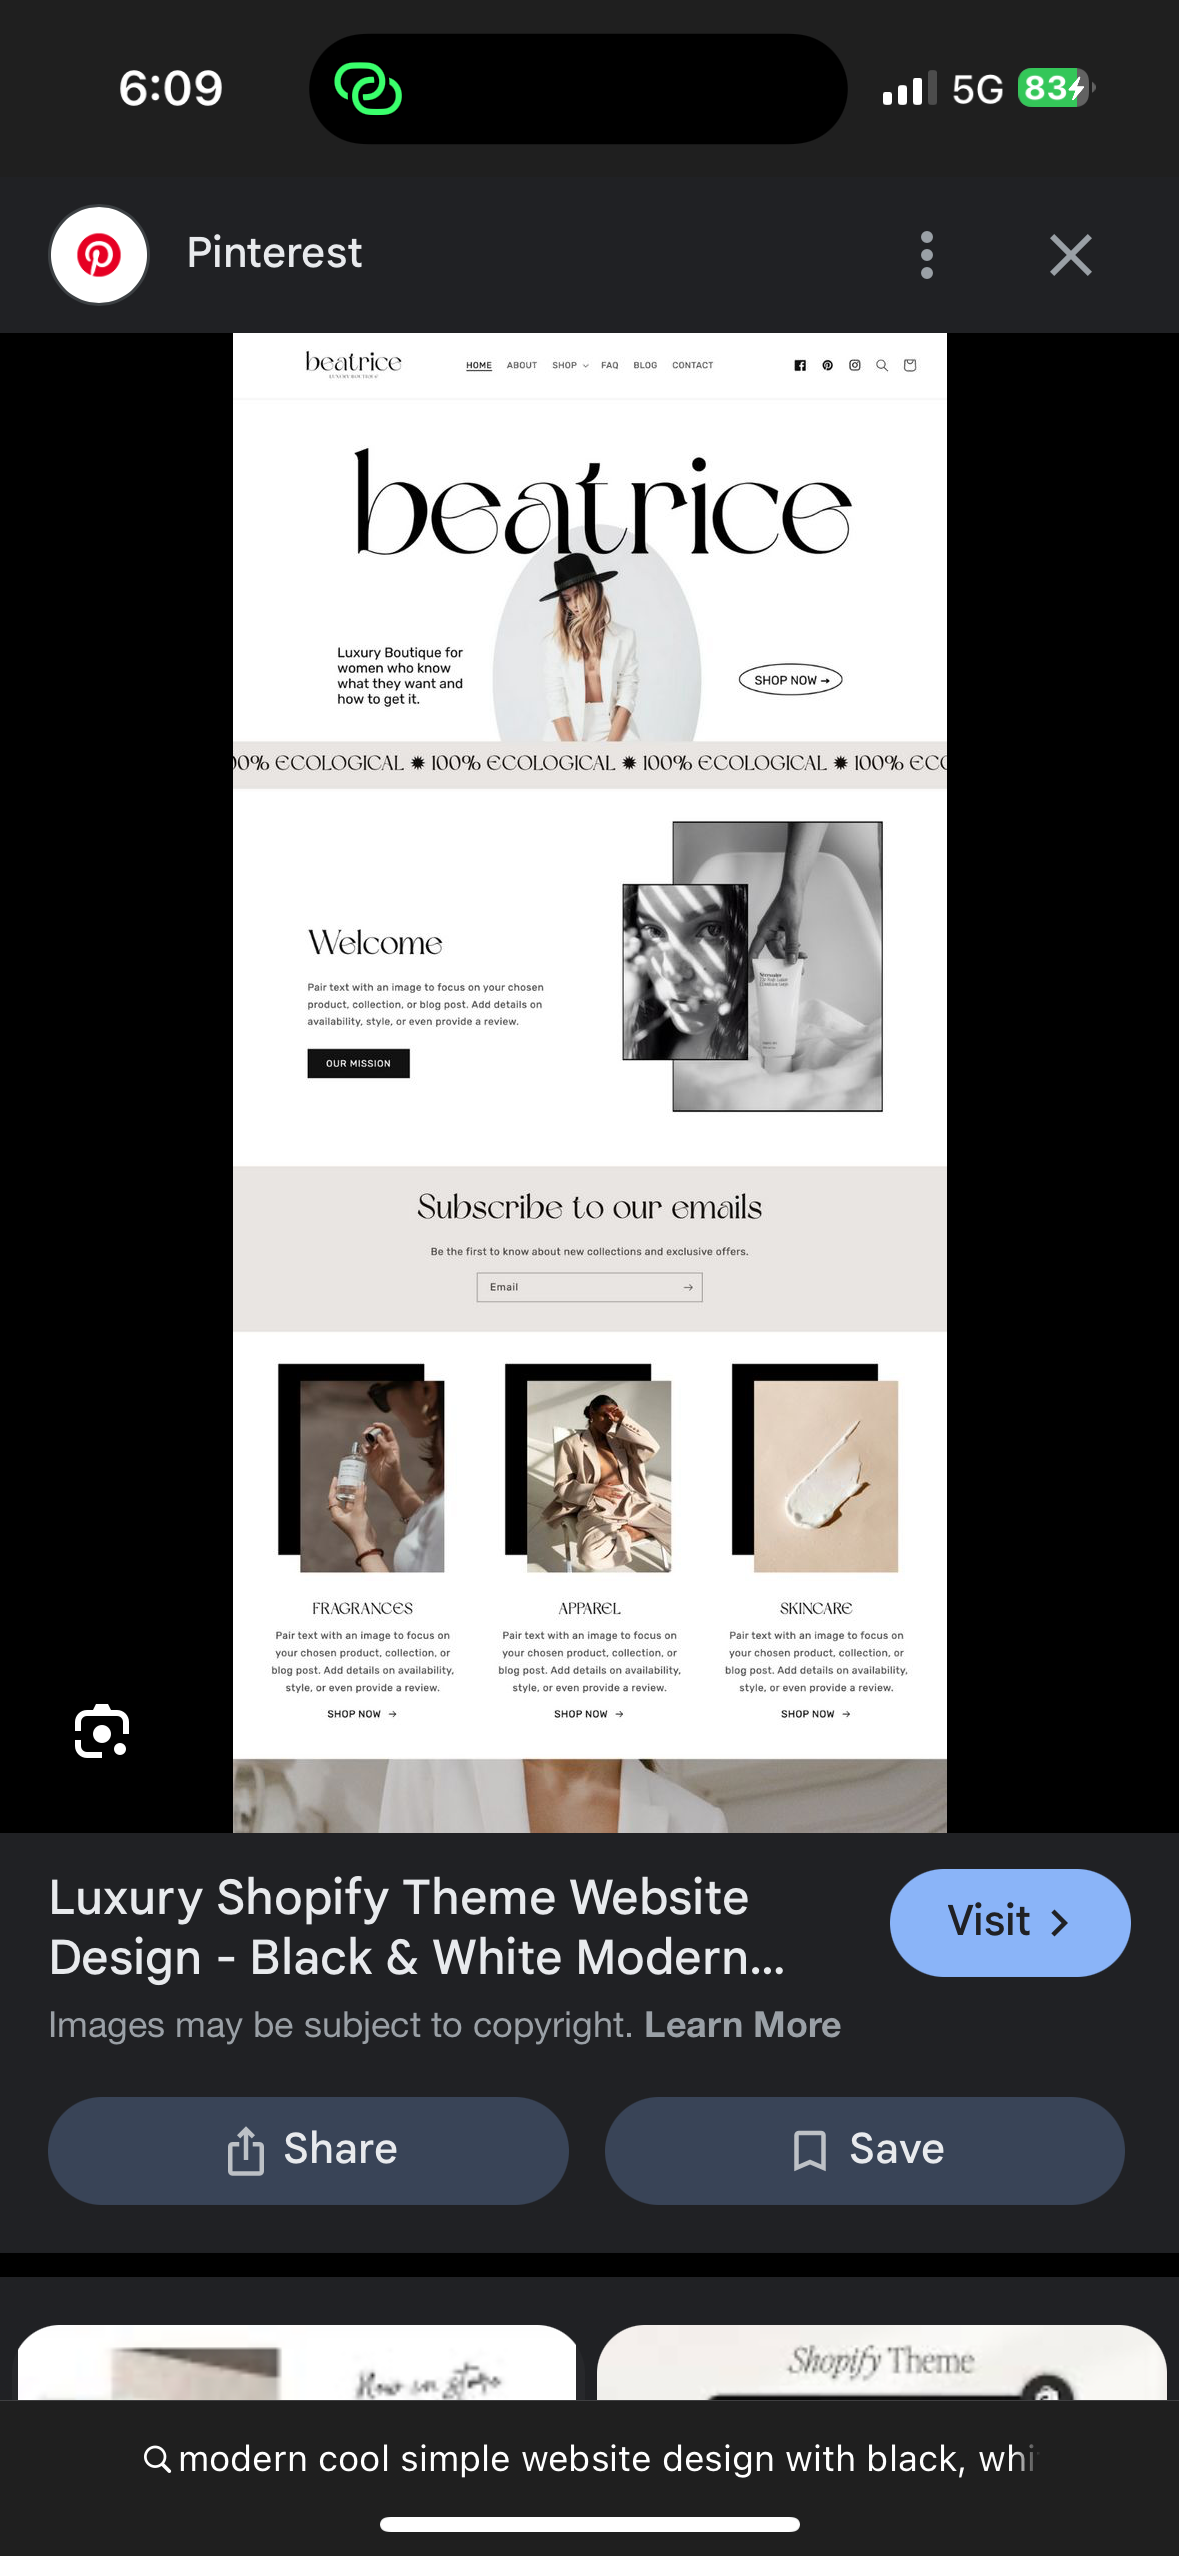 6:09
5G
83
Pinterest
beatrice
LUXURY BOUTIQUE
HOME ABOUT SHOP FAQ BLOG CONTACT
beatrice
Luxury Boutique for
women who know
what they want and
how to get it.
SHOP NOW →
00% ECOLOGICAL ✹ 100% ECOLOGICAL ✹ 100% ECOLOGICAL ✹ 100% ECO
Welcome
Pair text with an image to focus on your chosen
product, collection, or blog post. Add details on
availability, style, or even provide a review.
OUR MISSION
Subscribe to our emails
Be the first to know about new collections and exclusive offers.
Email →
FRAGRANCES
Pair text with an image to focus on
your chosen product, collection, or
blog post. Add details on availability,
style, or even provide a review.
SHOP NOW →
APPAREL
Pair text with an image to focus on
your chosen product, collection, or
blog post. Add details on availability,
style, or even provide a review.
SHOP NOW →
SKINCARE
Pair text with an image to focus on
your chosen product, collection, or
blog post. Add details on availability,
style, or even provide a review.
SHOP NOW →
Luxury Shopify Theme Website
Design - Black & White Modern...
Visit
Images may be subject to copyright. Learn More
Share
Save
Shopify Theme
modern cool simple website design with black, whi